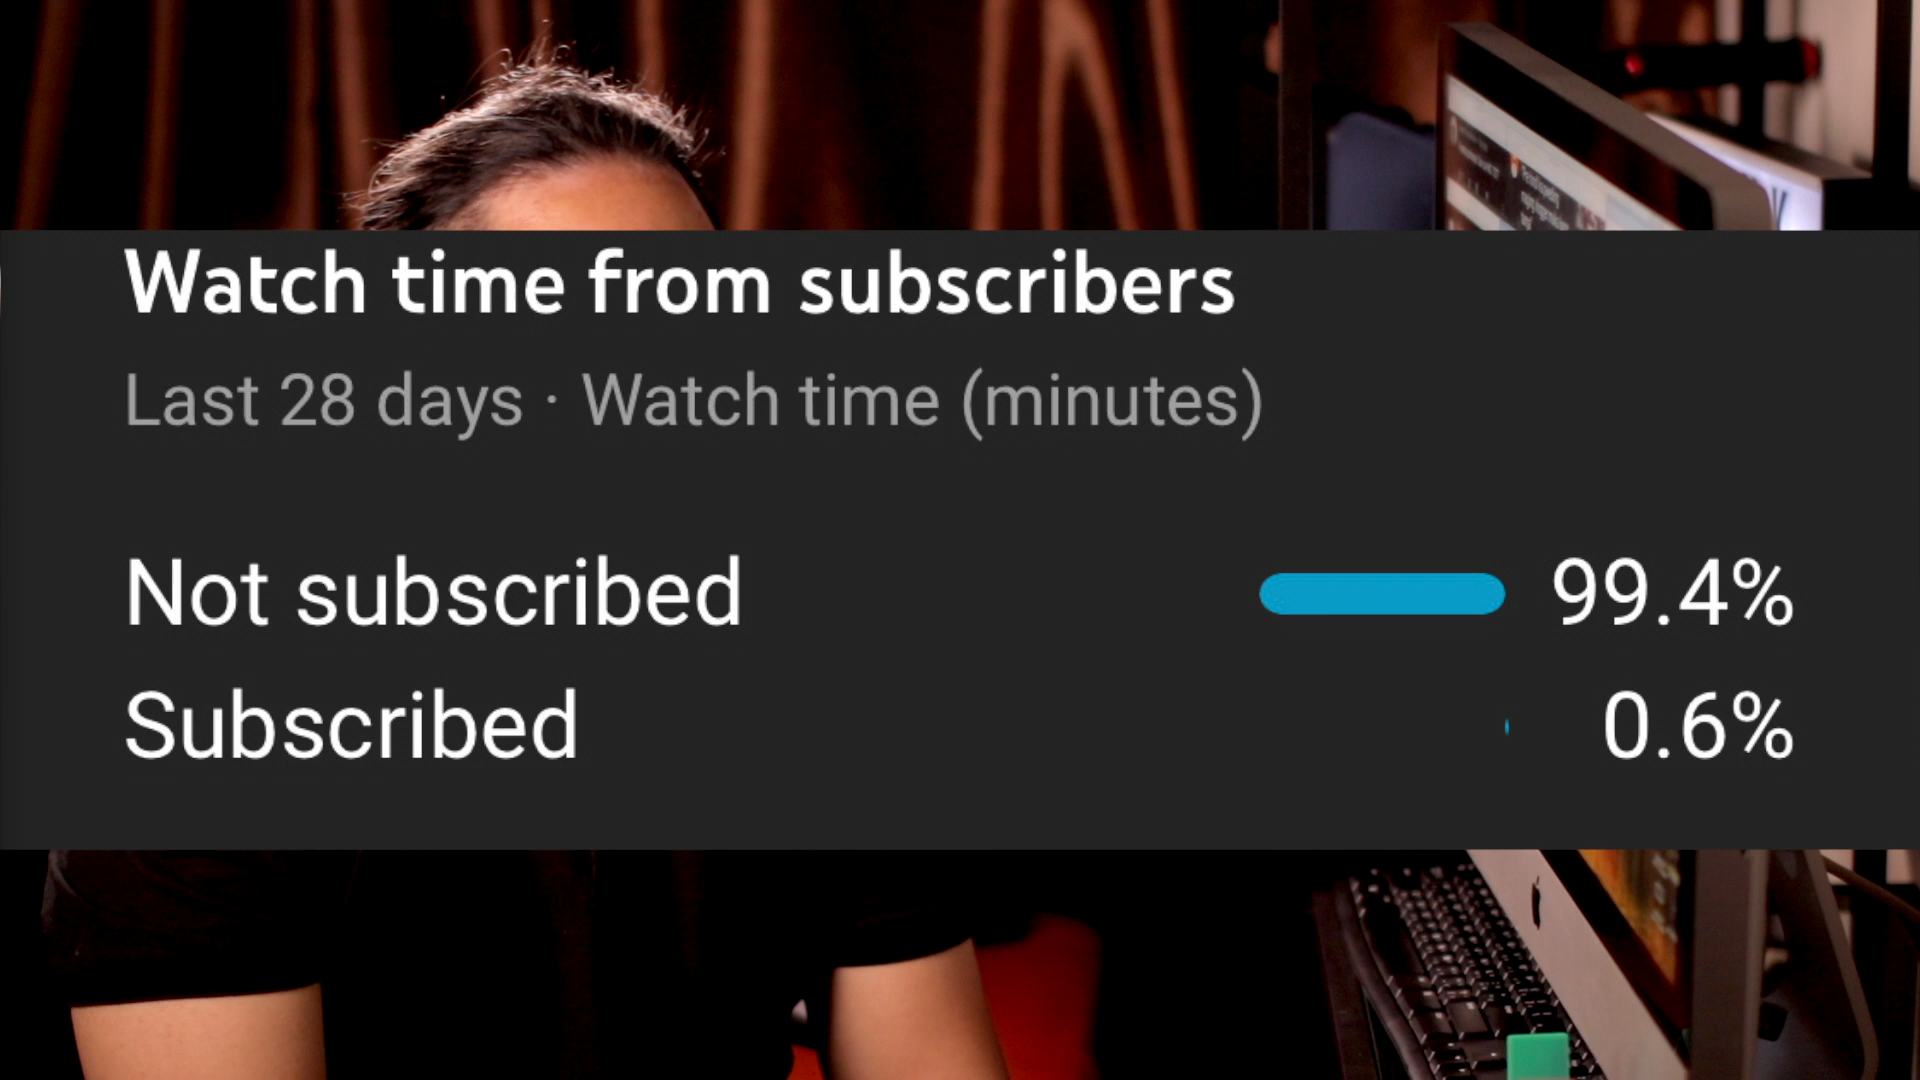 Watch time from subscribers
Last 28 days · Watch time (minutes)
Not subscribed 99.4%
Subscribed 0.6%